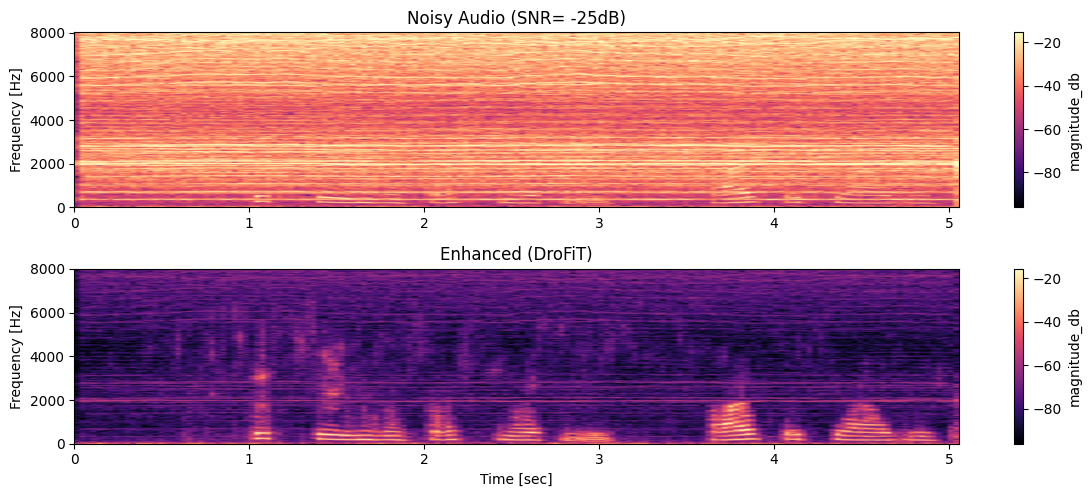 Noisy Audio (SNR= -25dB)
Frequency [Hz]
8000
6000
4000
2000
0
0 1 2 3 4 5
−20
−40
−60
−80
magnitude_db
Enhanced (DroFiT)
Frequency [Hz]
8000
6000
4000
2000
0
0 1 2 3 4 5
Time [sec]
−20
−40
−60
−80
magnitude_db